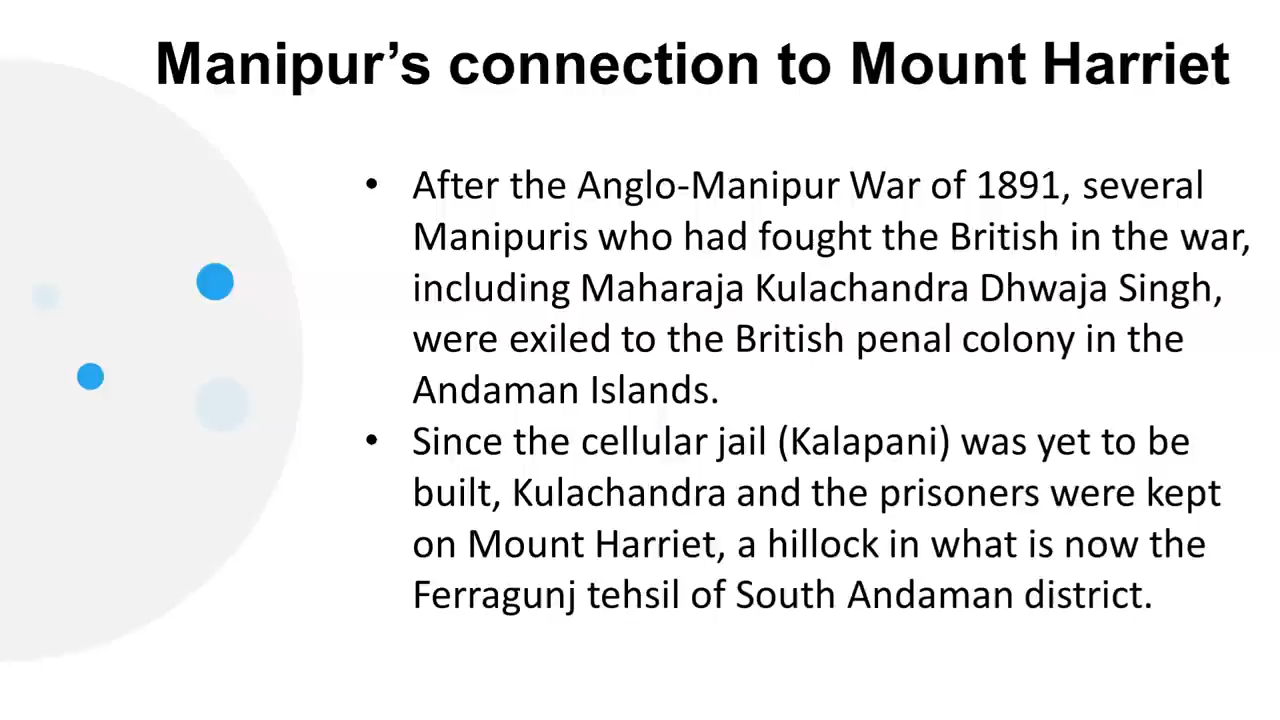 Manipur’s connection to Mount Harriet
• After the Anglo-Manipur War of 1891, several
Manipuris who had fought the British in the war,
including Maharaja Kulachandra Dhwaja Singh,
were exiled to the British penal colony in the
Andaman Islands.
• Since the cellular jail (Kalapani) was yet to be
built, Kulachandra and the prisoners were kept
on Mount Harriet, a hillock in what is now the
Ferragunj tehsil of South Andaman district.